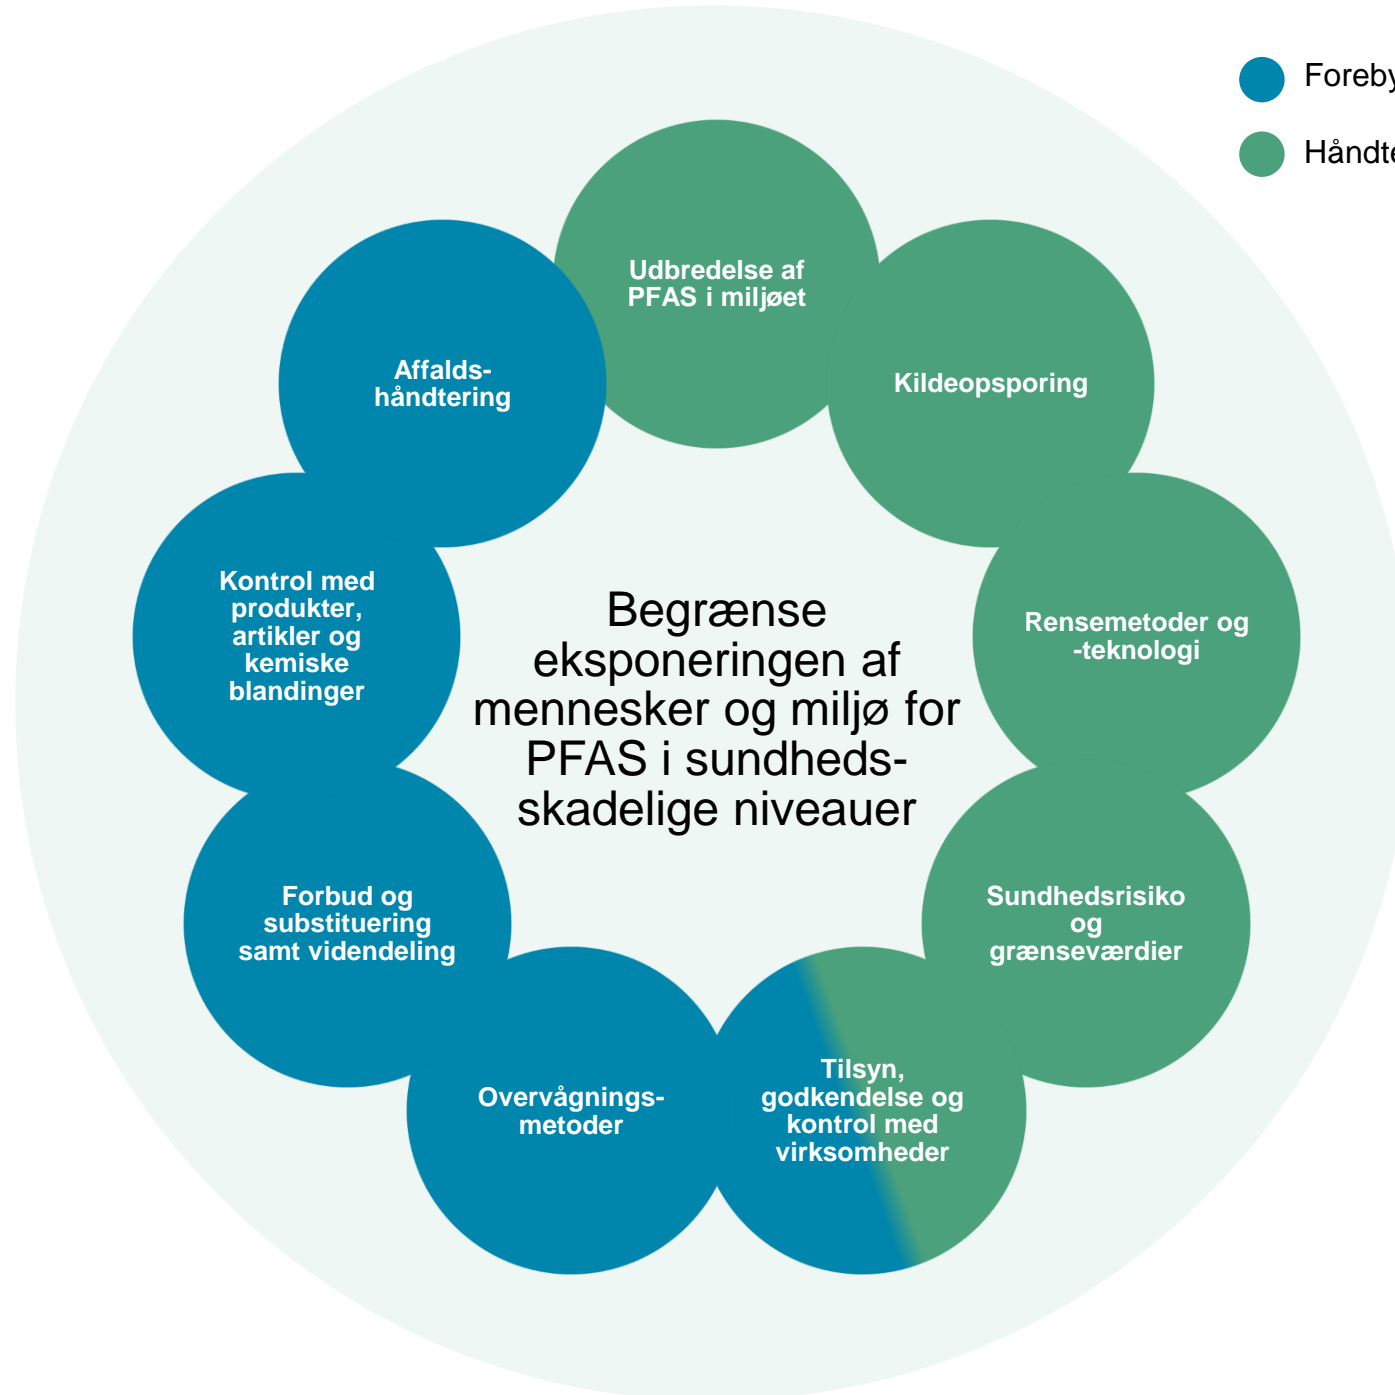 Udbredelse af
PFAS i miljøet
Kildeopsporing
Rensemetoder og
-teknologi
Sundhedsrisiko
og
grænseværdier
Tilsyn,
godkendelse og
kontrol med
virksomheder
Overvågnings-
metoder
Forbud og
substituering
samt videndeling
Kontrol med
produkter,
artikler og
kemiske
blandinger
Affalds-
håndtering
Begrænse
eksponeringen af
mennesker og miljø for
PFAS i sundheds-
skadelige niveauer